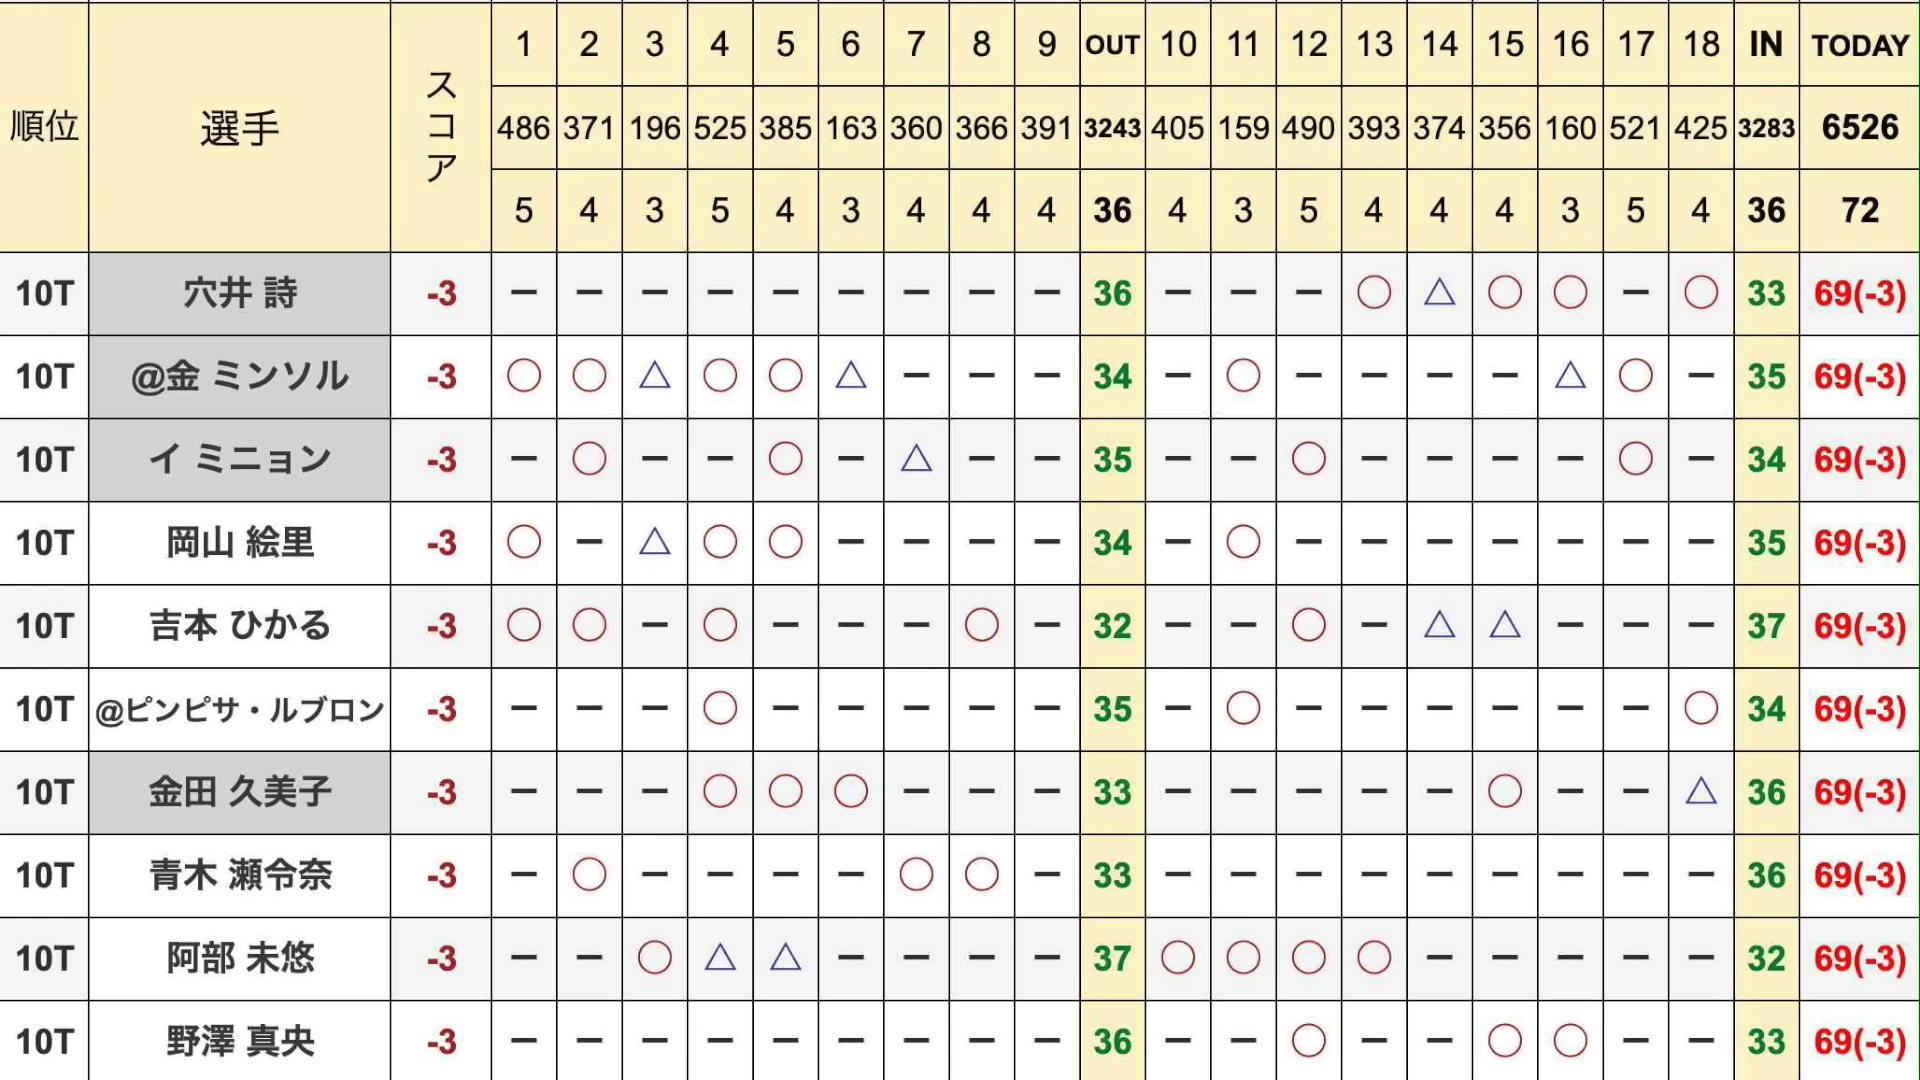 順位 選手 スコア 1 2 3 4 5 6 7 8 9 OUT 10 11 12 13 14 15 16 17 18 IN TODAY
486 371 196 525 385 163 360 366 391 3243 405 159 490 393 374 356 160 521 425 3283 6526
5 4 3 5 4 3 4 4 4 36 4 3 5 4 4 4 3 5 4 36 72
10T 穴井 詩 -3 － － － － － － － － － 36 － － － ○ △ ○ ○ － ○ 33 69(-3)
10T @金 ミンソル -3 ○ ○ △ ○ ○ △ － － － 34 － ○ － － － － △ ○ － 35 69(-3)
10T イ ミニョン -3 － ○ － － ○ － △ － － 35 － － ○ － － － － ○ － 34 69(-3)
10T 岡山 絵里 -3 ○ － △ ○ ○ － － － － 34 － ○ － － － － － － － 35 69(-3)
10T 吉本 ひかる -3 ○ ○ － ○ － － － ○ － 32 － － ○ － △ △ － － － 37 69(-3)
10T @ピンピサ・ルブロン -3 － － － ○ － － － － － 35 － ○ － － － － － － ○ 34 69(-3)
10T 金田 久美子 -3 － － － ○ ○ ○ － － － 33 － － － － － ○ － － △ 36 69(-3)
10T 青木 瀬令奈 -3 － ○ － － － － ○ ○ － 33 － － － － － － － － － 36 69(-3)
10T 阿部 未悠 -3 － － ○ △ △ － － － － 37 ○ ○ ○ ○ － － － － － 32 69(-3)
10T 野澤 真央 -3 － － － － － － － － － 36 － － ○ － － ○ ○ － － 33 69(-3)